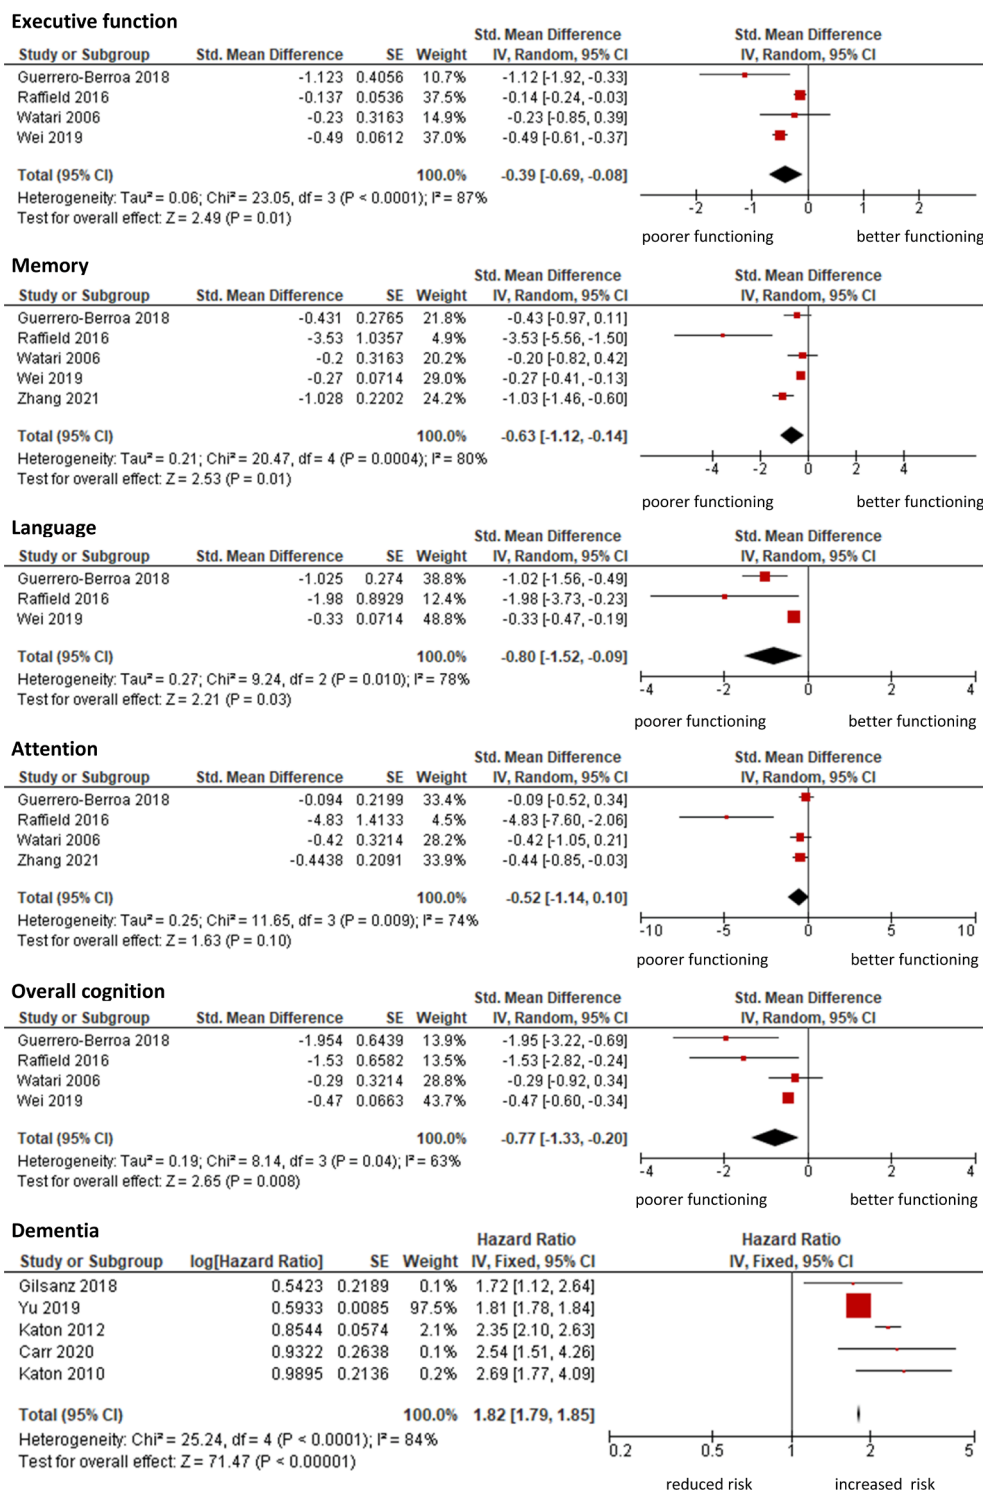 Executive function
Std. Mean Difference Std. Mean Difference
Study or Subgroup Std. Mean Difference SE Weight IV, Random, 95% CI IV, Random, 95% CI
Guerrero-Berroa 2018 -1.123 0.4056 10.7% -1.12 [-1.92, -0.33]
Raffield 2016 -0.137 0.0536 37.5% -0.14 [-0.24, -0.03]
Watari 2006 -0.23 0.3163 14.9% -0.23 [-0.85, 0.39]
Wei 2019 -0.49 0.0612 37.0% -0.49 [-0.61, -0.37]
Total (95% CI) 100.0% -0.39 [-0.69, -0.08]
Heterogeneity: Tau² = 0.06; Chi² = 23.05, df = 3 (P < 0.0001); I² = 87%
Test for overall effect: Z = 2.49 (P = 0.01)
-2 -1 0 1 2
poorer functioning better functioning
Memory
Std. Mean Difference Std. Mean Difference
Study or Subgroup Std. Mean Difference SE Weight IV, Random, 95% CI IV, Random, 95% CI
Guerrero-Berroa 2018 -0.431 0.2765 21.8% -0.43 [-0.97, 0.11]
Raffield 2016 -3.53 1.0357 4.9% -3.53 [-5.56, -1.50]
Watari 2006 -0.2 0.3163 20.2% -0.20 [-0.82, 0.42]
Wei 2019 -0.27 0.0714 29.0% -0.27 [-0.41, -0.13]
Zhang 2021 -1.028 0.2202 24.2% -1.03 [-1.46, -0.60]
Total (95% CI) 100.0% -0.63 [-1.12, -0.14]
Heterogeneity: Tau² = 0.21; Chi² = 20.47, df = 4 (P = 0.0004); I² = 80%
Test for overall effect: Z = 2.53 (P = 0.01)
-4 -2 0 2 4
poorer functioning better functioning
Language
Std. Mean Difference Std. Mean Difference
Study or Subgroup Std. Mean Difference SE Weight IV, Random, 95% CI IV, Random, 95% CI
Guerrero-Berroa 2018 -1.025 0.274 38.8% -1.02 [-1.56, -0.49]
Raffield 2016 -1.98 0.8929 12.4% -1.98 [-3.73, -0.23]
Wei 2019 -0.33 0.0714 48.8% -0.33 [-0.47, -0.19]
Total (95% CI) 100.0% -0.80 [-1.52, -0.09]
Heterogeneity: Tau² = 0.27; Chi² = 9.24, df = 2 (P = 0.010); I² = 78%
Test for overall effect: Z = 2.21 (P = 0.03)
-4 -2 0 2 4
poorer functioning better functioning
Attention
Std. Mean Difference Std. Mean Difference
Study or Subgroup Std. Mean Difference SE Weight IV, Random, 95% CI IV, Random, 95% CI
Guerrero-Berroa 2018 -0.094 0.2199 33.4% -0.09 [-0.52, 0.34]
Raffield 2016 -4.83 1.4133 4.5% -4.83 [-7.60, -2.06]
Watari 2006 -0.42 0.3214 28.2% -0.42 [-1.05, 0.21]
Zhang 2021 -0.4438 0.2091 33.9% -0.44 [-0.85, -0.03]
Total (95% CI) 100.0% -0.52 [-1.14, 0.10]
Heterogeneity: Tau² = 0.25; Chi² = 11.65, df = 3 (P = 0.009); I² = 74%
Test for overall effect: Z = 1.63 (P = 0.10)
-10 -5 0 5 10
poorer functioning better functioning
Overall cognition
Std. Mean Difference Std. Mean Difference
Study or Subgroup Std. Mean Difference SE Weight IV, Random, 95% CI IV, Random, 95% CI
Guerrero-Berroa 2018 -1.954 0.6439 13.9% -1.95 [-3.22, -0.69]
Raffield 2016 -1.53 0.6582 13.5% -1.53 [-2.82, -0.24]
Watari 2006 -0.29 0.3214 28.8% -0.29 [-0.92, 0.34]
Wei 2019 -0.47 0.0663 43.7% -0.47 [-0.60, -0.34]
Total (95% CI) 100.0% -0.77 [-1.33, -0.20]
Heterogeneity: Tau² = 0.19; Chi² = 8.14, df = 3 (P = 0.04); I² = 63%
Test for overall effect: Z = 2.65 (P = 0.008)
-4 -2 0 2 4
poorer functioning better functioning
Dementia
Hazard Ratio Hazard Ratio
Study or Subgroup log[Hazard Ratio] SE Weight IV, Fixed, 95% CI IV, Fixed, 95% CI
Gilsanz 2018 0.5423 0.2189 0.1% 1.72 [1.12, 2.64]
Yu 2019 0.5933 0.0085 97.5% 1.81 [1.78, 1.84]
Katon 2012 0.8544 0.0574 2.1% 2.35 [2.10, 2.63]
Carr 2020 0.9322 0.2638 0.1% 2.54 [1.51, 4.26]
Katon 2010 0.9895 0.2136 0.2% 2.69 [1.77, 4.09]
Total (95% CI) 100.0% 1.82 [1.79, 1.85]
Heterogeneity: Chi² = 25.24, df = 4 (P < 0.0001); I² = 84%
Test for overall effect: Z = 71.47 (P < 0.00001)
0.2 0.5 1 2 5
reduced risk increased risk